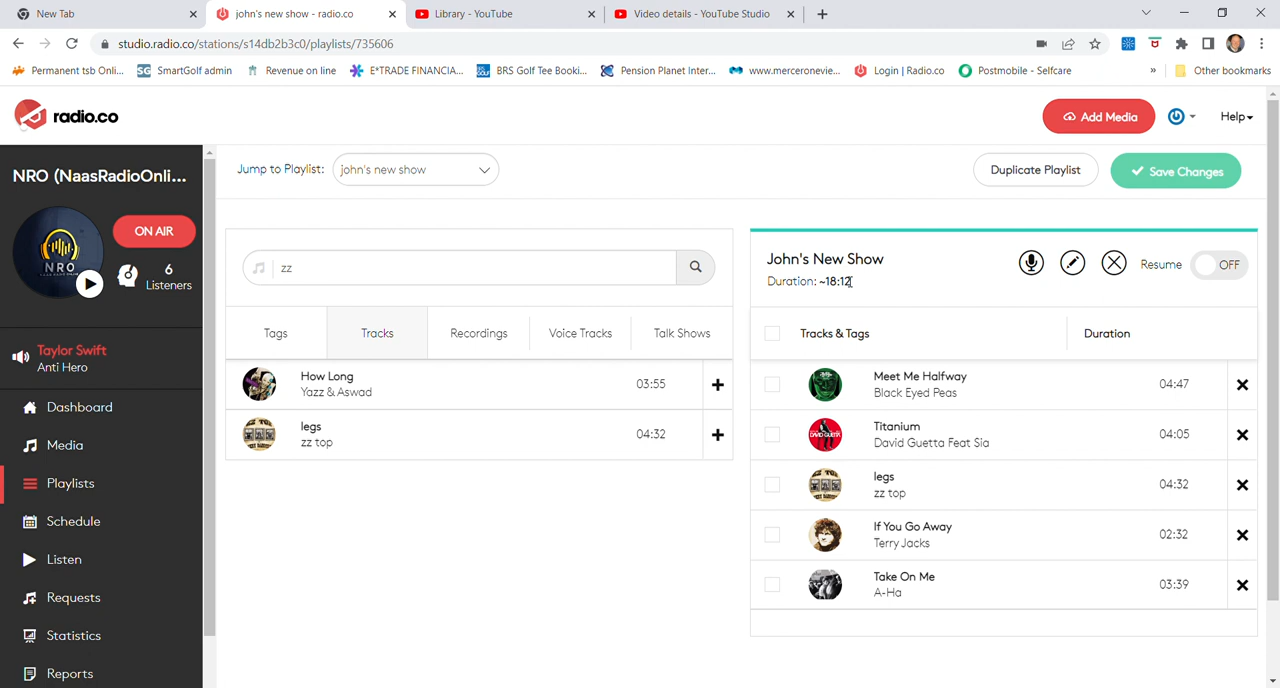 New Tab
john's new show - radio.co
Library - YouTube
Video details - YouTube Studio
studio.radio.co/stations/s14db2b3c0/playlists/735606
Permanent tsb Onli...
SG SmartGolf admin
Revenue on line
E*TRADE FINANCIA...
BRS Golf Tee Booki...
Pension Planet Inter...
www.merceronevie...
Login | Radio.co
Postmobile - Selfcare
»
Other bookmarks
radio.co
Add Media
Help
NRO (NaasRadioOnli...
NRO
ON AIR
6
Listeners
Taylor Swift
Anti Hero
Dashboard
Media
Playlists
Schedule
Listen
Requests
Statistics
Reports
Jump to Playlist:
john's new show
Duplicate Playlist
Save Changes
zz
Tags
Tracks
Recordings
Voice Tracks
Talk Shows
How Long
Yazz & Aswad
03:55
legs
zz top
04:32
John's New Show
Duration: ~18:12
Resume
OFF
Tracks & Tags
Duration
Meet Me Halfway
Black Eyed Peas
04:47
Titanium
David Guetta Feat Sia
04:05
legs
zz top
04:32
If You Go Away
Terry Jacks
02:32
Take On Me
A-Ha
03:39